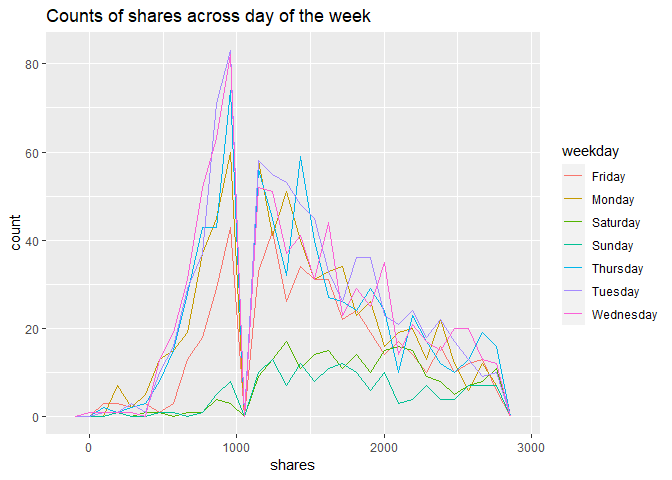 Counts of shares across day of the week
80
60
40
20
0
count
0
1000
2000
3000
shares
weekday
Friday
Monday
Saturday
Sunday
Thursday
Tuesday
Wednesday